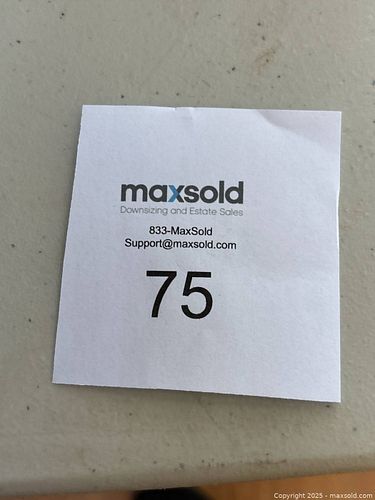 maxsold
Downsizing and Estate Sales
833-MaxSold
Support@maxsold.com
75
Copyright 2025 - maxsold.com